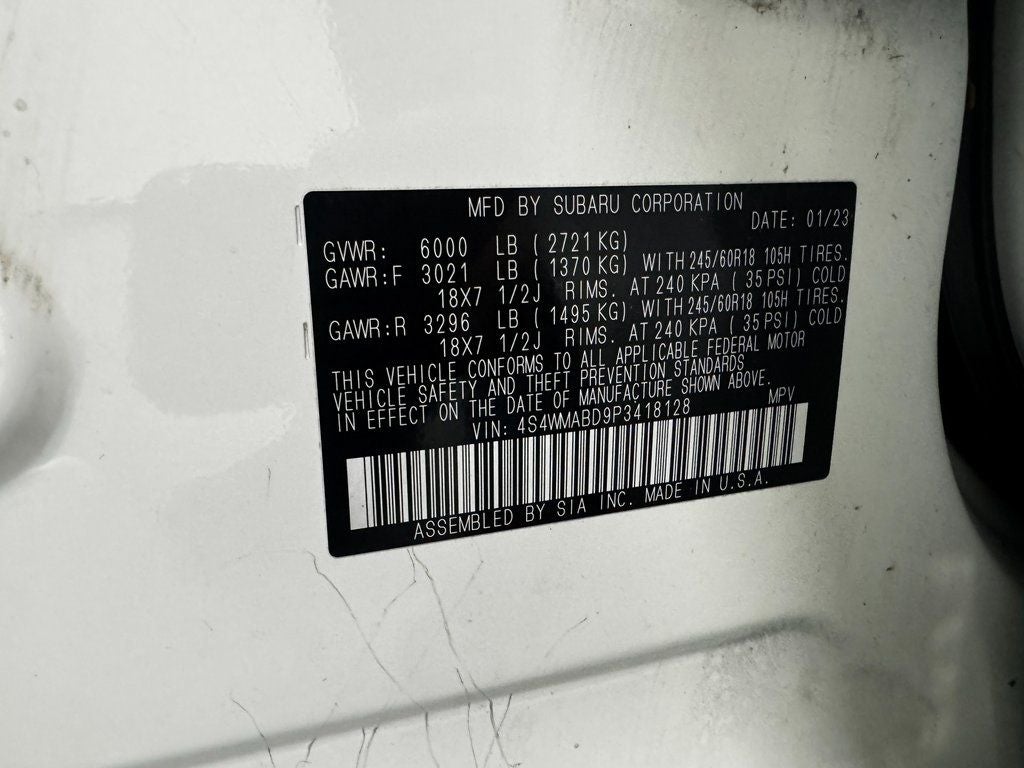 MFD BY SUBARU CORPORATION
DATE: 01/23
GVWR: 6000 LB ( 2721 KG)
GAWR:F 3021 LB ( 1370 KG) WITH 245/60R18 105H TIRES.
18X7 1/2J RIMS. AT 240 KPA ( 35 PSI) COLD
GAWR:R 3296 LB ( 1495 KG) WITH 245/60R18 105H TIRES.
18X7 1/2J RIMS. AT 240 KPA ( 35 PSI) COLD
THIS VEHICLE CONFORMS TO ALL APPLICABLE FEDERAL MOTOR
VEHICLE SAFETY AND THEFT PREVENTION STANDARDS
IN EFFECT ON THE DATE OF MANUFACTURE SHOWN ABOVE.
VIN: 4S4WMABD9P3418128 MPV
ASSEMBLED BY SIA INC. MADE IN U.S.A.